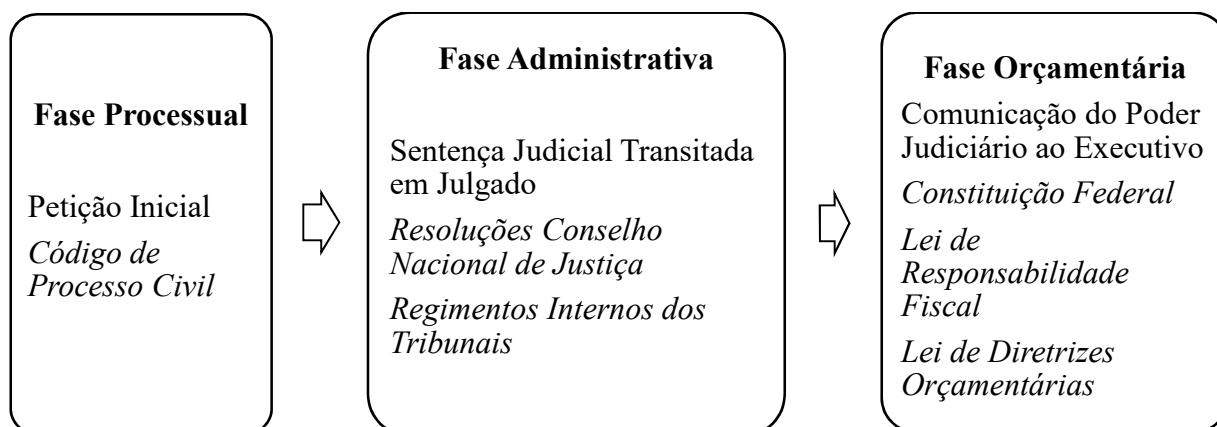 Fase Processual
Petição Inicial
Código de
Processo Civil
Fase Administrativa
Sentença Judicial Transitada
em Julgado
Resoluções Conselho
Nacional de Justiça
Regimentos Internos dos
Tribunais
Fase Orçamentária
Comunicação do Poder
Judiciário ao Executivo
Constituição Federal
Lei de
Responsabilidade
Fiscal
Lei de Diretrizes
Orçamentárias